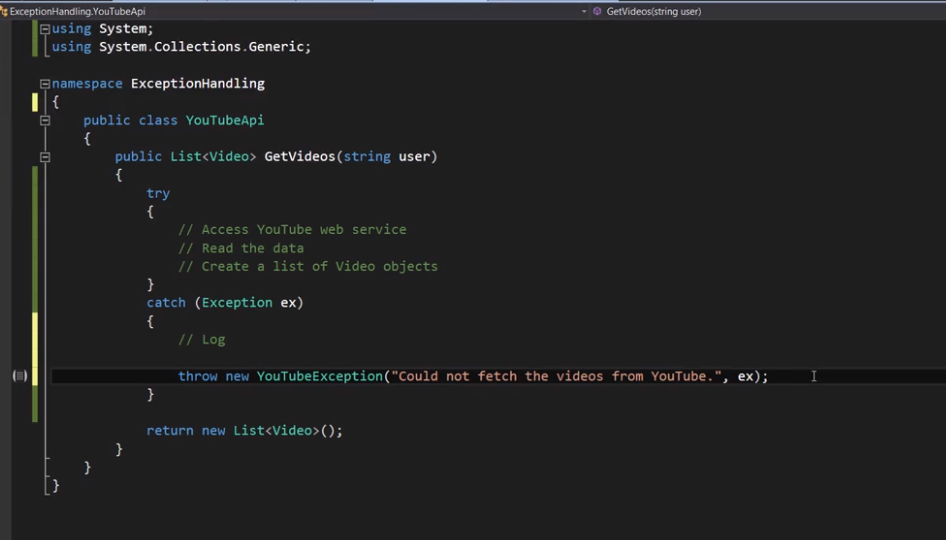 ExceptionHandling.YouTubeApi GetVideos(string user)
using System;
using System.Collections.Generic;
namespace ExceptionHandling
{
public class YouTubeApi
{
public List<Video> GetVideos(string user)
{
try
{
// Access YouTube web service
// Read the data
// Create a list of Video objects
}
catch (Exception ex)
{
// Log
throw new YouTubeException("Could not fetch the videos from YouTube.", ex);
}
return new List<Video>();
}
}
}